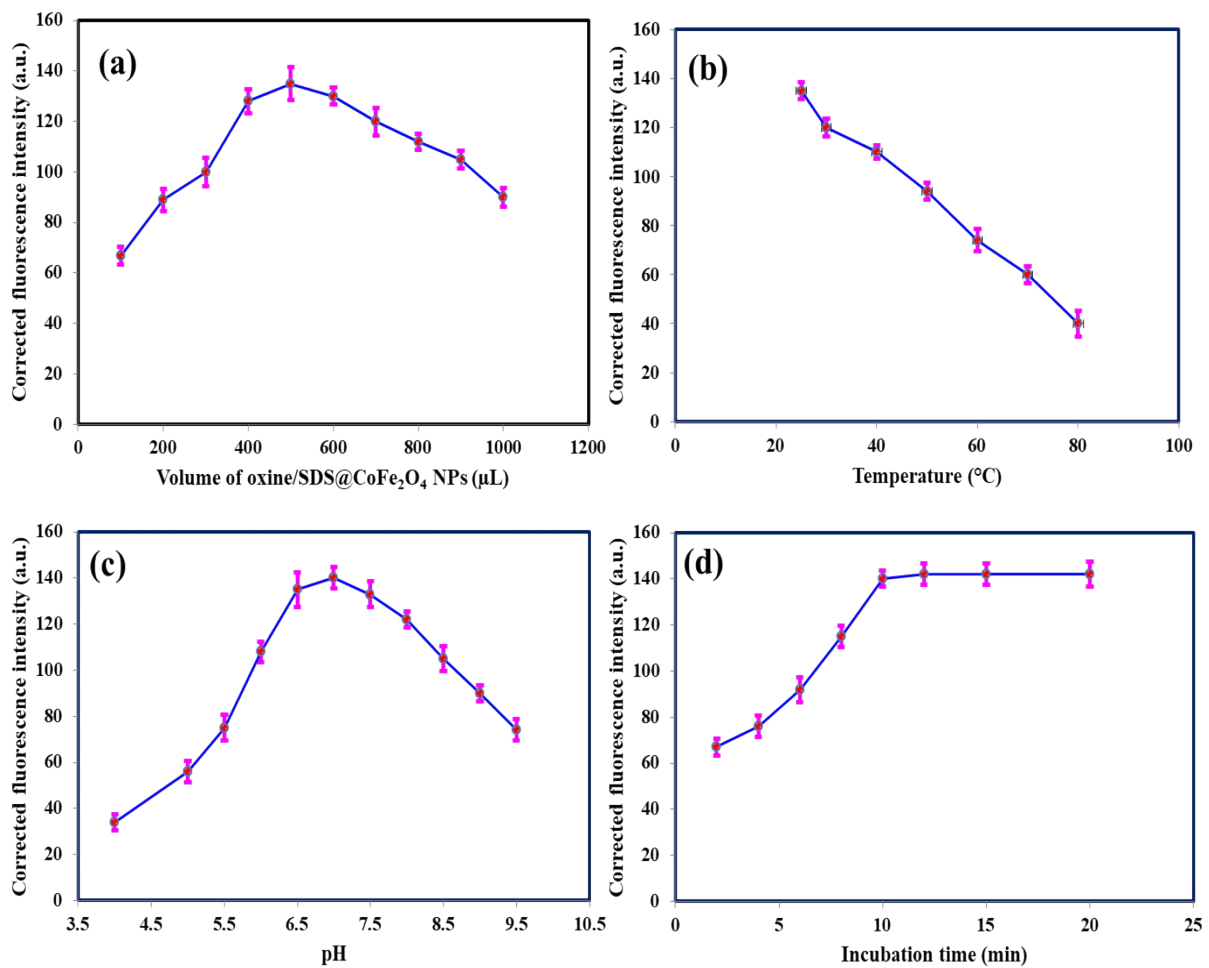 (a)
Corrected fluorescence intensity (a.u.)
160
140
120
100
80
60
40
20
0
0 200 400 600 800 1000 1200
Volume of oxine/SDS@CoFe₂O₄ NPs (µL)
(b)
Corrected fluorescence intensity (a.u.)
160
140
120
100
80
60
40
20
0
0 20 40 60 80 100
Temperature (°C)
(c)
Corrected fluorescence intensity (a.u.)
160
140
120
100
80
60
40
20
0
3.5 4.5 5.5 6.5 7.5 8.5 9.5 10.5
pH
(d)
Corrected fluorescence intensity (a.u.)
160
140
120
100
80
60
40
20
0
0 5 10 15 20 25
Incubation time (min)